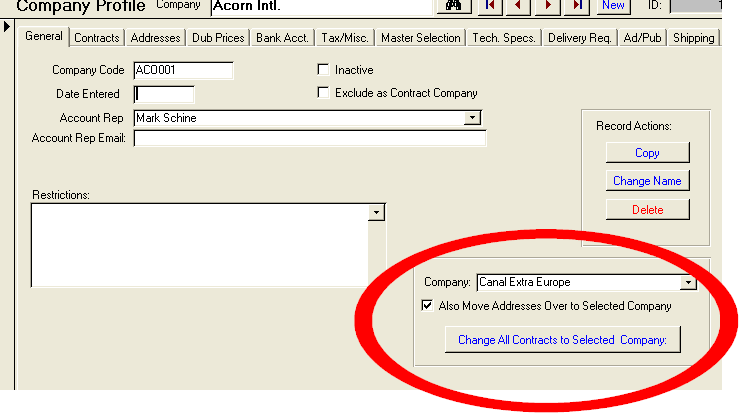 Company Profile Company Acorn Intl. New ID: 1
General Contracts Addresses Dub Prices Bank Acct. Tax/Misc. Master Selection Tech. Specs. Delivery Req. Ad/Pub Shipping
Company Code ACO001 Inactive
Date Entered Exclude as Contract Company
Account Rep Mark Schine
Account Rep Email:
Record Actions:
Copy
Change Name
Delete
Restrictions:
Company: Canal Extra Europe
Also Move Addresses Over to Selected Company
Change All Contracts to Selected Company: